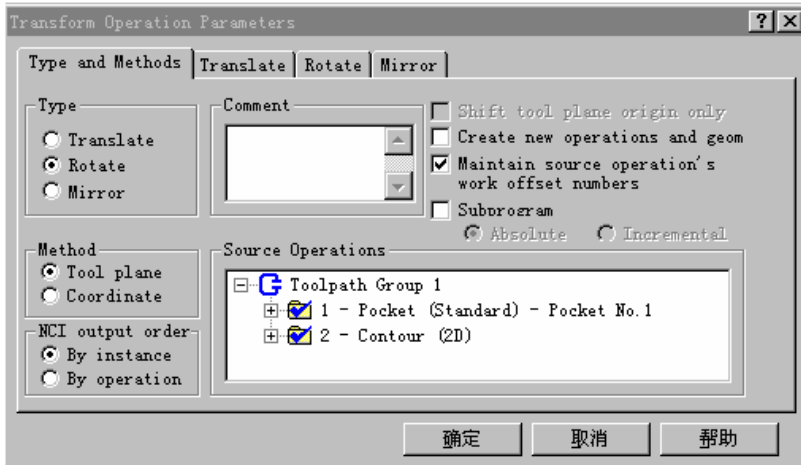 Transform Operation Parameters
Type and Methods Translate Rotate Mirror
Type
Translate
Rotate
Mirror
Comment
Shift tool plane origin only
Create new operations and geom
Maintain source operation's
work offset numbers
Subprogram
Absolute Incremental
Method
Tool plane
Coordinate
NCI output order
By instance
By operation
Source Operations
Toolpath Group 1
1 - Pocket (Standard) - Pocket No.1
2 - Contour (2D)
确定 取消 帮助